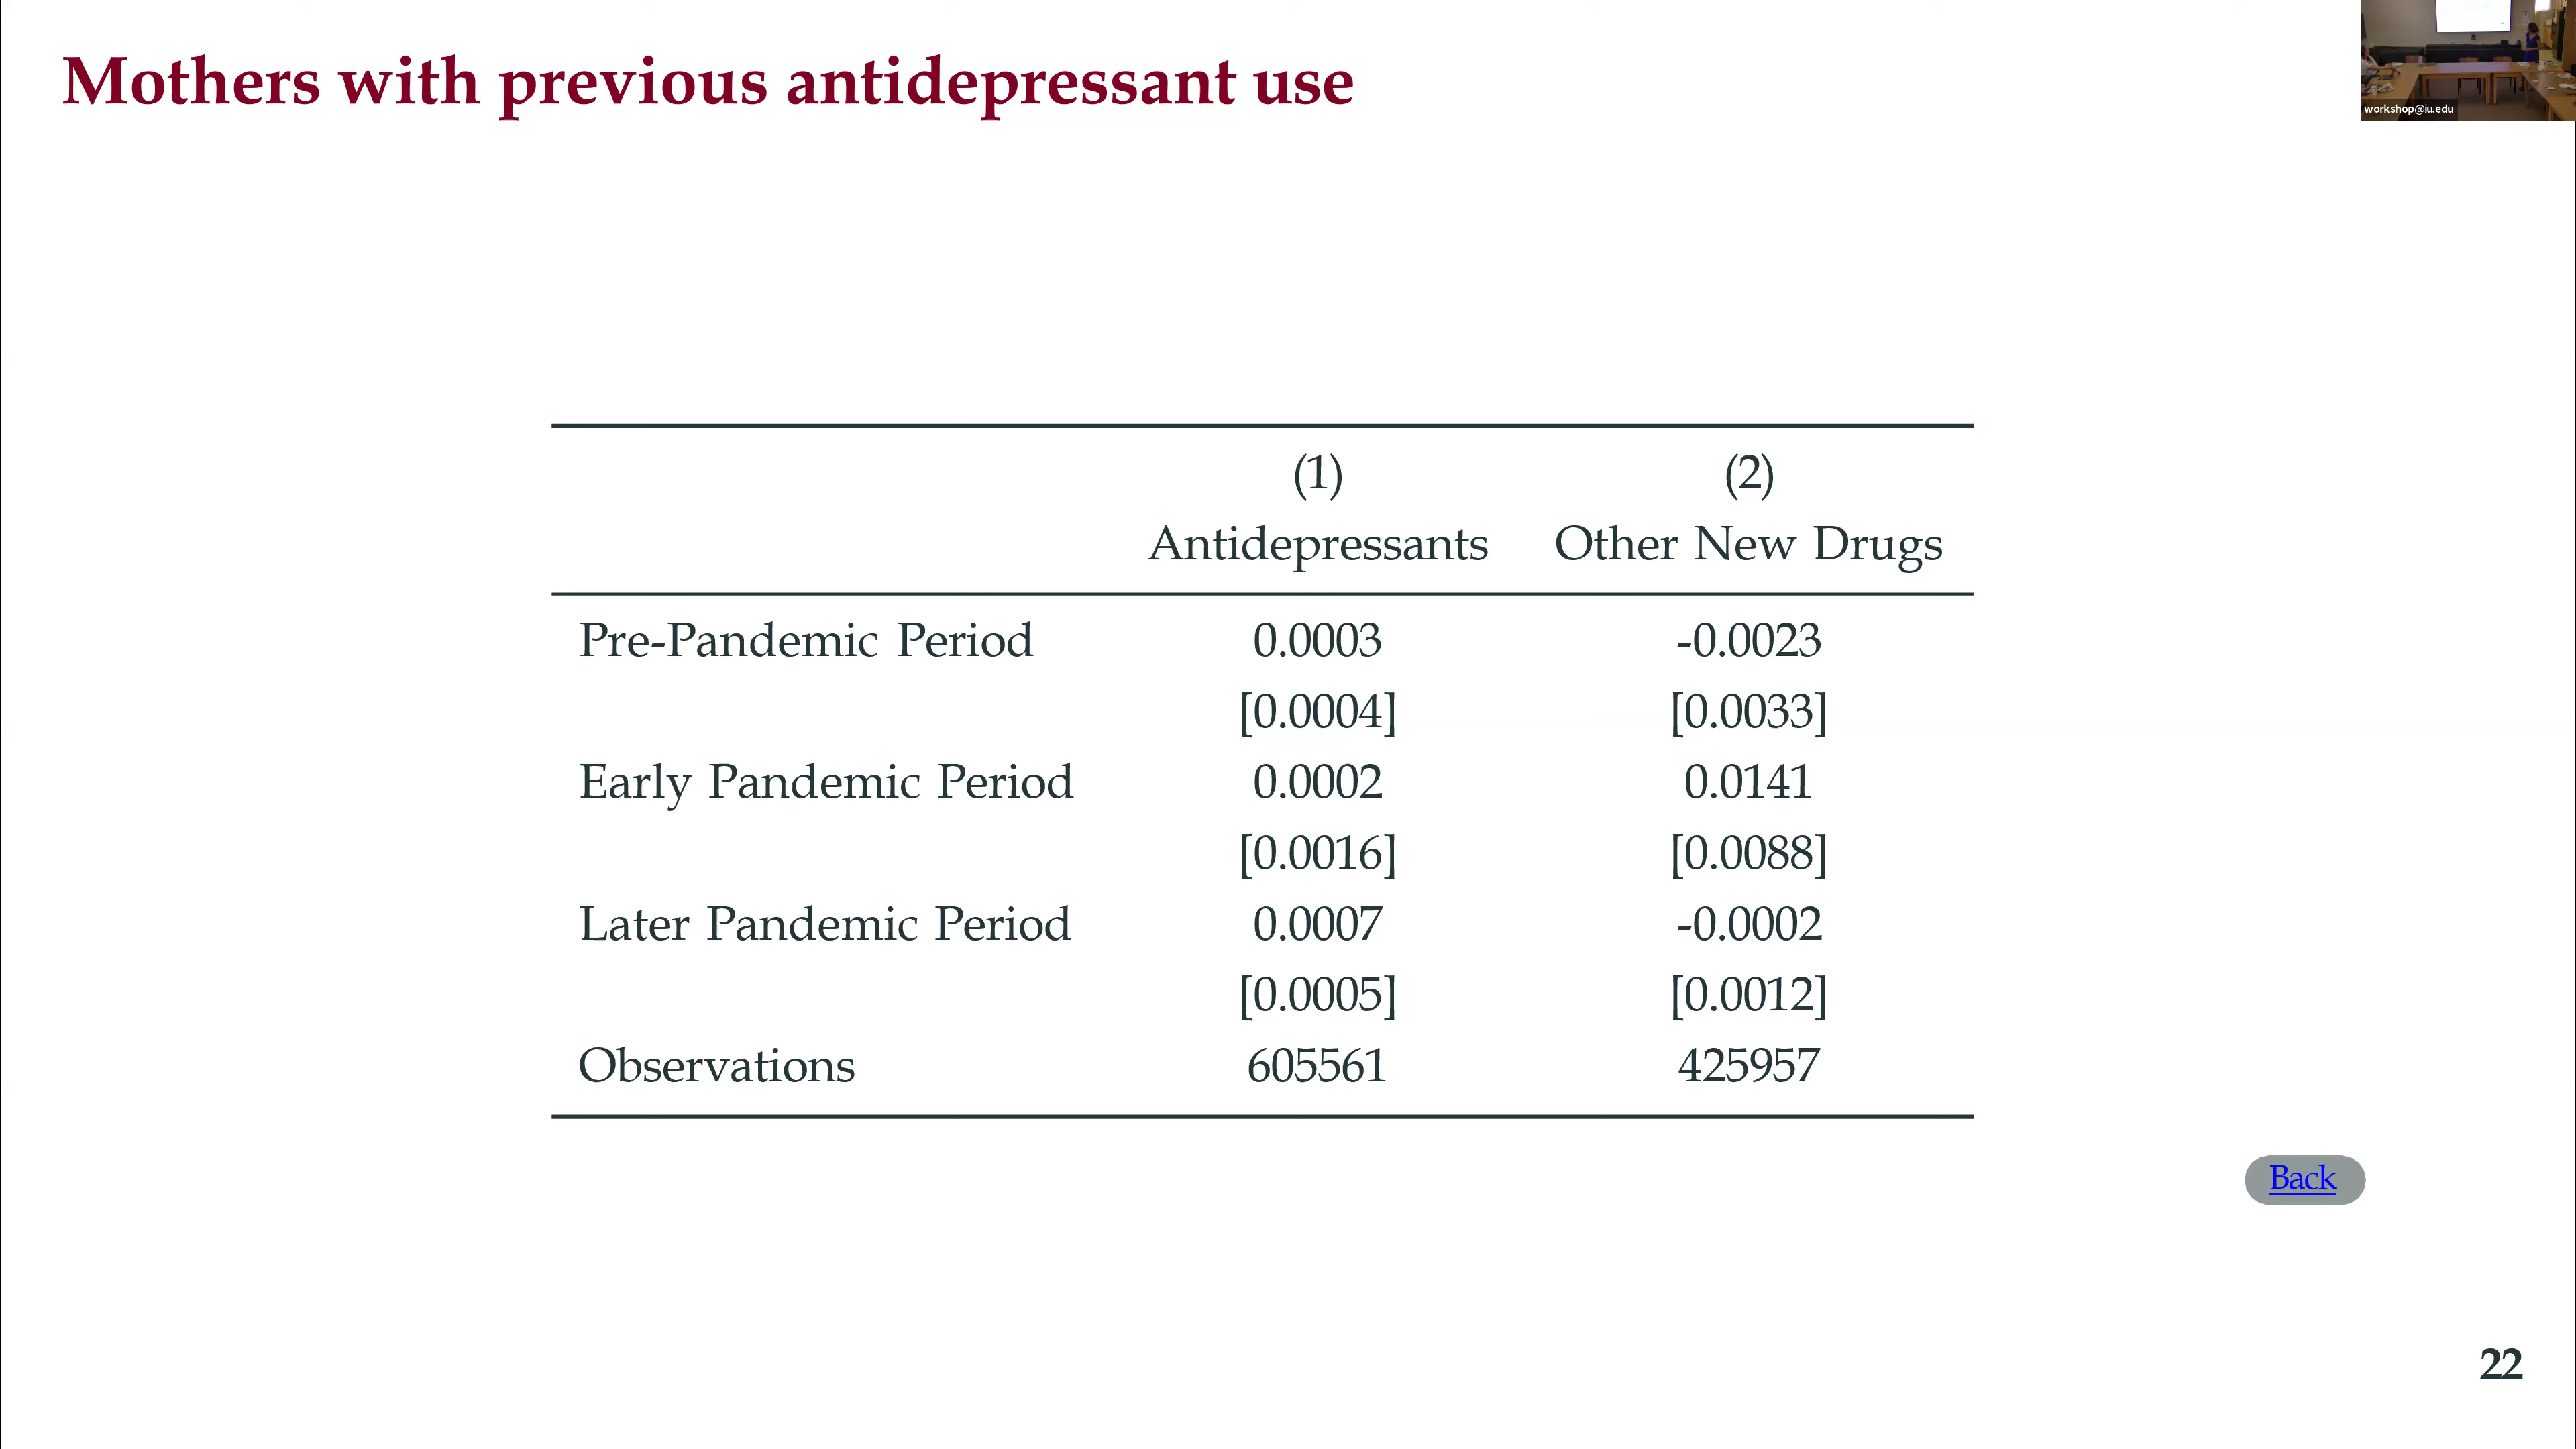 Mothers with previous antidepressant use
workshop@iu.edu
(1) (2)
Antidepressants Other New Drugs
Pre-Pandemic Period 0.0003 -0.0023
[0.0004] [0.0033]
Early Pandemic Period 0.0002 0.0141
[0.0016] [0.0088]
Later Pandemic Period 0.0007 -0.0002
[0.0005] [0.0012]
Observations 605561 425957
Back
22